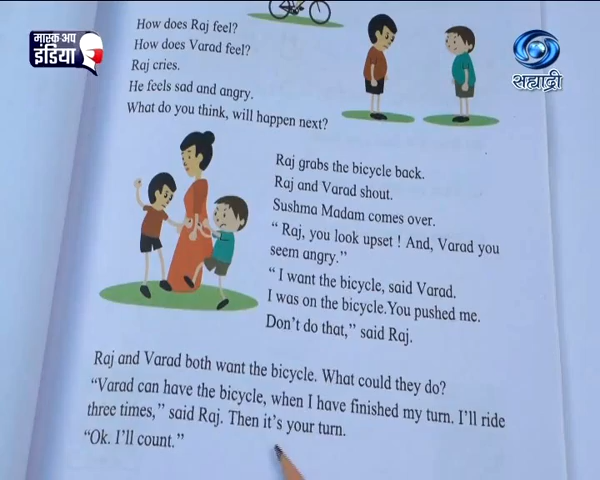 मास्क अप
इंडिया
सह्याद्री
How does Raj feel?
How does Varad feel?
Raj cries.
He feels sad and angry.
What do you think, will happen next?
Raj grabs the bicycle back.
Raj and Varad shout.
Sushma Madam comes over.
“ Raj, you look upset ! And, Varad you
seem angry.”
“ I want the bicycle, said Varad.
I was on the bicycle.You pushed me.
Don’t do that,” said Raj.
Raj and Varad both want the bicycle. What could they do?
“Varad can have the bicycle, when I have finished my turn. I’ll ride
three times,” said Raj. Then it’s your turn.
“Ok. I’ll count.”